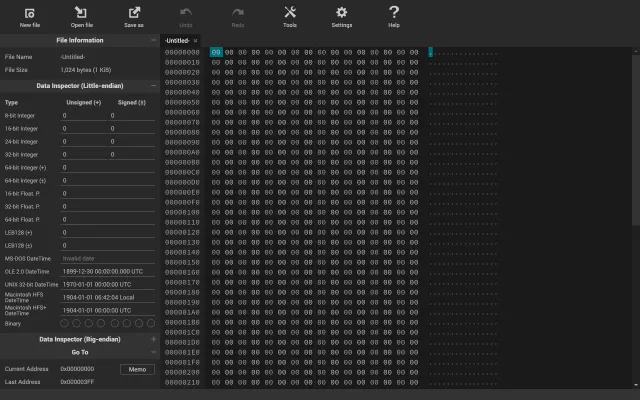 New file Open file Save as Undo Redo Tools Settings Help
File Information
File Name -Untitled-
File Size 1,024 bytes (1 KiB)
Data Inspector (Little-endian)
Type Unsigned (+) Signed (±)
8-bit Integer 0 0
16-bit Integer 0 0
24-bit Integer 0 0
32-bit Integer 0 0
64-bit Integer (+) 0
64-bit Integer (±) 0
16-bit Float. P. 0
32-bit Float. P. 0
64-bit Float. P. 0
LEB128 (+) 0
LEB128 (±) 0
MS-DOS DateTime Invalid date
OLE 2.0 DateTime 1899-12-30 00:00:00.000 UTC
UNIX 32-bit DateTime 1970-01-01 00:00:00 UTC
Macintosh HFS DateTime 1904-01-01 06:42:04 Local
Macintosh HFS+ DateTime 1904-01-01 00:00:00 UTC
Binary
Data Inspector (Big-endian)
Go To
Current Address 0x00000000 Memo
Last Address 0x000003FF
-Untitled- ×
00000000 00 00 00 00 00 00 00 00 00 00 00 00 00 00 00 00 ................
00000010 00 00 00 00 00 00 00 00 00 00 00 00 00 00 00 00 ................
00000020 00 00 00 00 00 00 00 00 00 00 00 00 00 00 00 00 ................
00000030 00 00 00 00 00 00 00 00 00 00 00 00 00 00 00 00 ................
00000040 00 00 00 00 00 00 00 00 00 00 00 00 00 00 00 00 ................
00000050 00 00 00 00 00 00 00 00 00 00 00 00 00 00 00 00 ................
00000060 00 00 00 00 00 00 00 00 00 00 00 00 00 00 00 00 ................
00000070 00 00 00 00 00 00 00 00 00 00 00 00 00 00 00 00 ................
00000080 00 00 00 00 00 00 00 00 00 00 00 00 00 00 00 00 ................
00000090 00 00 00 00 00 00 00 00 00 00 00 00 00 00 00 00 ................
000000A0 00 00 00 00 00 00 00 00 00 00 00 00 00 00 00 00 ................
000000B0 00 00 00 00 00 00 00 00 00 00 00 00 00 00 00 00 ................
000000C0 00 00 00 00 00 00 00 00 00 00 00 00 00 00 00 00 ................
000000D0 00 00 00 00 00 00 00 00 00 00 00 00 00 00 00 00 ................
000000E0 00 00 00 00 00 00 00 00 00 00 00 00 00 00 00 00 ................
000000F0 00 00 00 00 00 00 00 00 00 00 00 00 00 00 00 00 ................
00000100 00 00 00 00 00 00 00 00 00 00 00 00 00 00 00 00 ................
00000110 00 00 00 00 00 00 00 00 00 00 00 00 00 00 00 00 ................
00000120 00 00 00 00 00 00 00 00 00 00 00 00 00 00 00 00 ................
00000130 00 00 00 00 00 00 00 00 00 00 00 00 00 00 00 00 ................
00000140 00 00 00 00 00 00 00 00 00 00 00 00 00 00 00 00 ................
00000150 00 00 00 00 00 00 00 00 00 00 00 00 00 00 00 00 ................
00000160 00 00 00 00 00 00 00 00 00 00 00 00 00 00 00 00 ................
00000170 00 00 00 00 00 00 00 00 00 00 00 00 00 00 00 00 ................
00000180 00 00 00 00 00 00 00 00 00 00 00 00 00 00 00 00 ................
00000190 00 00 00 00 00 00 00 00 00 00 00 00 00 00 00 00 ................
000001A0 00 00 00 00 00 00 00 00 00 00 00 00 00 00 00 00 ................
000001B0 00 00 00 00 00 00 00 00 00 00 00 00 00 00 00 00 ................
000001C0 00 00 00 00 00 00 00 00 00 00 00 00 00 00 00 00 ................
000001D0 00 00 00 00 00 00 00 00 00 00 00 00 00 00 00 00 ................
000001E0 00 00 00 00 00 00 00 00 00 00 00 00 00 00 00 00 ................
000001F0 00 00 00 00 00 00 00 00 00 00 00 00 00 00 00 00 ................
00000200 00 00 00 00 00 00 00 00 00 00 00 00 00 00 00 00 ................
00000210 00 00 00 00 00 00 00 00 00 00 00 00 00 00 00 00 ................